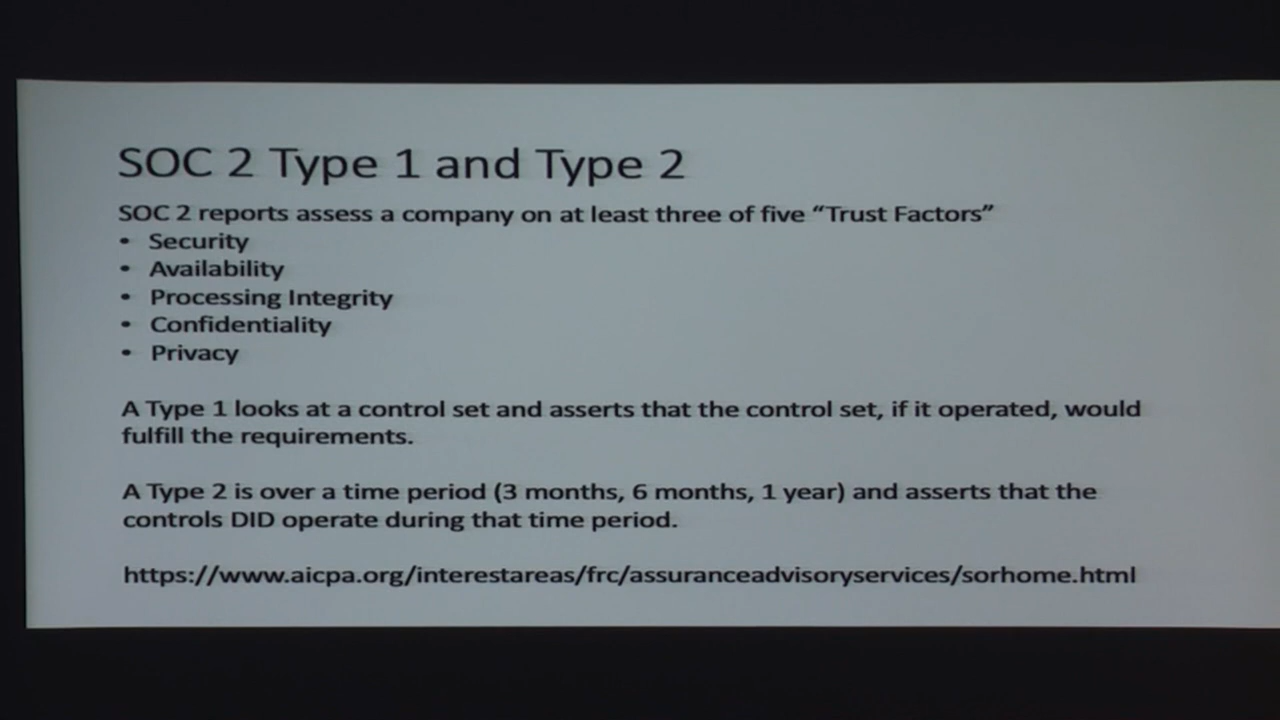 SOC 2 Type 1 and Type 2
SOC 2 reports assess a company on at least three of five “Trust Factors”
• Security
• Availability
• Processing Integrity
• Confidentiality
• Privacy
A Type 1 looks at a control set and asserts that the control set, if it operated, would
fulfill the requirements.
A Type 2 is over a time period (3 months, 6 months, 1 year) and asserts that the
controls DID operate during that time period.
https://www.aicpa.org/interestareas/frc/assuranceadvisoryservices/sorhome.html